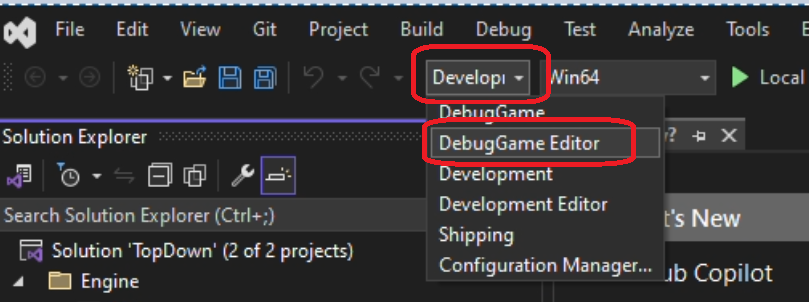 File Edit View Git Project Build Debug Test Analyze Tools
Developi Win64 Local
DebugGame
DebugGame Editor
Development
Development Editor
Shipping
Configuration Manager...
Solution Explorer
Search Solution Explorer (Ctrl+;)
Solution 'TopDown' (2 of 2 projects)
Engine
?
t's New
ub Copilot